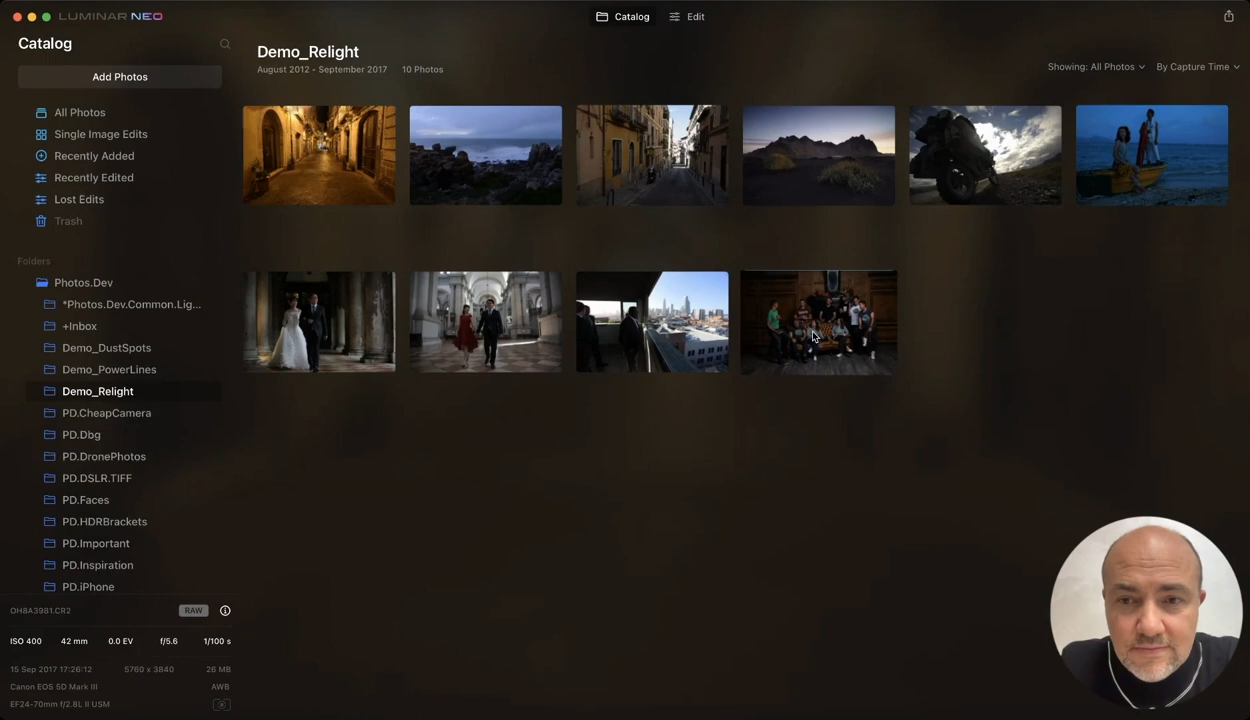 LUMINAR NEO
Catalog
Edit
Catalog
Add Photos
All Photos
Single Image Edits
Recently Added
Recently Edited
Lost Edits
Trash
Folders
Photos.Dev
*Photos.Dev.Common.Lig...
+Inbox
Demo_DustSpots
Demo_PowerLines
Demo_Relight
PD.CheapCamera
PD.Dbg
PD.DronePhotos
PD.DSLR.TIFF
PD.Faces
PD.HDRBrackets
PD.Important
PD.Inspiration
PD.iPhone
OH8A3981.CR2 RAW
ISO 400 42 mm 0.0 EV f/5.6 1/100 s
15 Sep 2017 17:26:12 5760 x 3840 26 MB
Canon EOS 5D Mark III AWB
EF24-70mm f/2.8L II USM
Demo_Relight
August 2012 - September 2017 10 Photos
Showing: All Photos By Capture Time